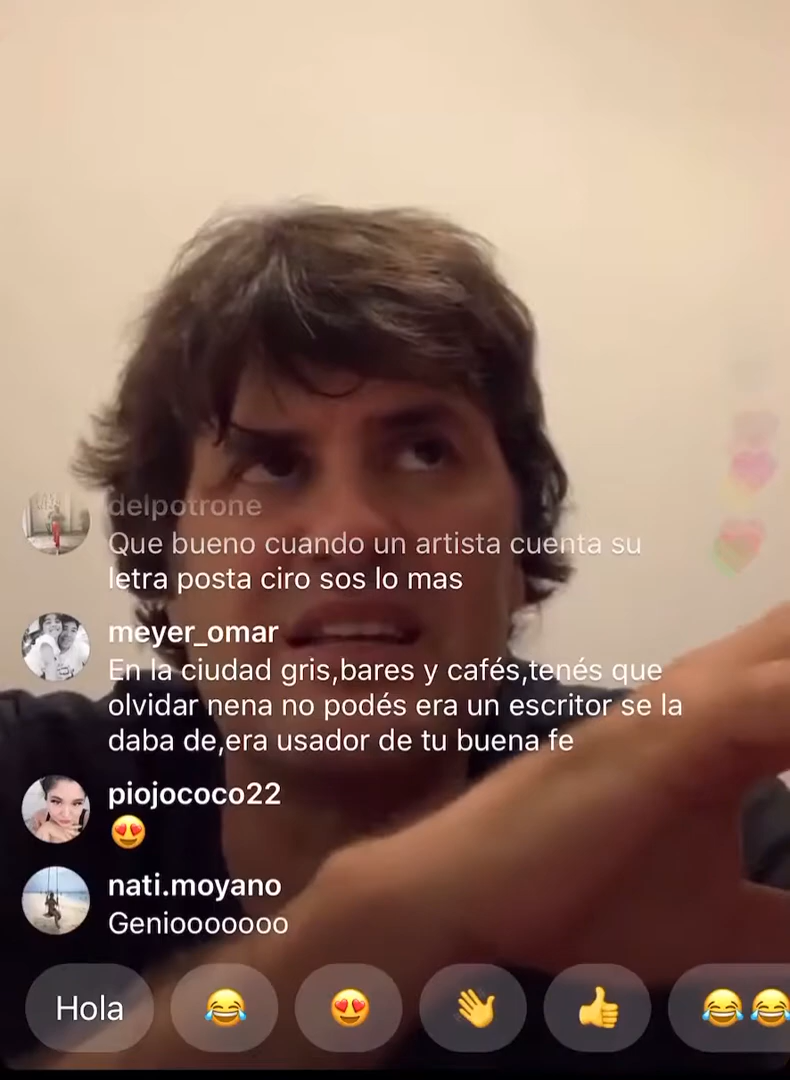 delpotrone
Que bueno cuando un artista cuenta su
letra posta ciro sos lo mas
meyer_omar
En la ciudad gris,bares y cafés,tenés que
olvidar nena no podés era un escritor se la
daba de,era usador de tu buena fe
piojococo22
😍
nati.moyano
Geniooooooo
Hola 😂 😍 👋 👍 😂😂